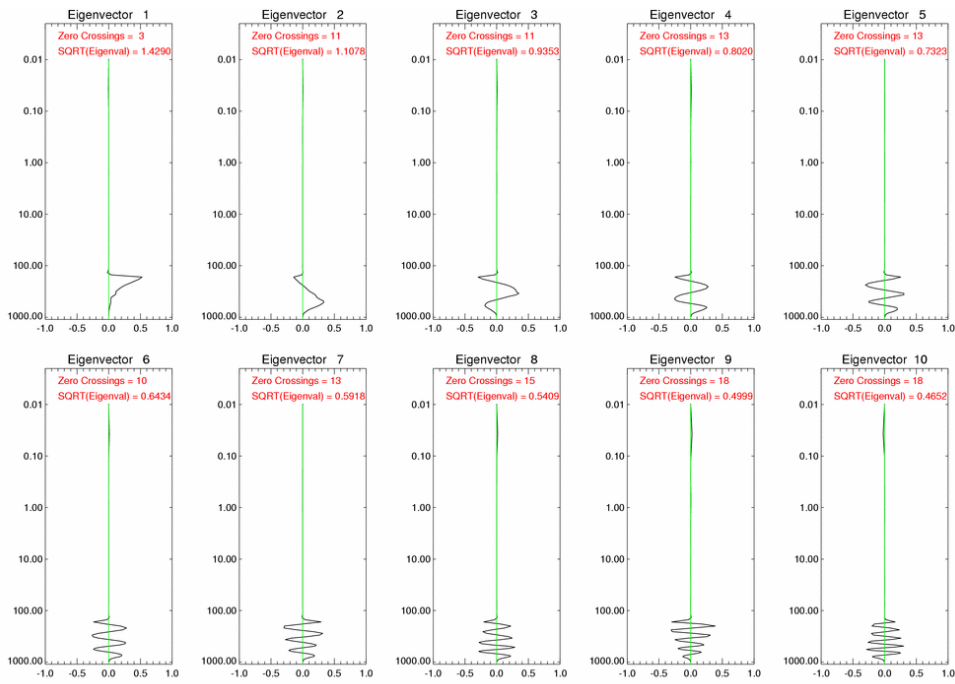 Eigenvector 1
Zero Crossings = 3
SQRT(Eigenval) = 1.4290
0.01
0.10
1.00
10.00
100.00
1000.00
-1.0 -0.5 0.0 0.5 1.0
Eigenvector 2
Zero Crossings = 11
SQRT(Eigenval) = 1.1078
0.01
0.10
1.00
10.00
100.00
1000.00
-1.0 -0.5 0.0 0.5 1.0
Eigenvector 3
Zero Crossings = 11
SQRT(Eigenval) = 0.9353
0.01
0.10
1.00
10.00
100.00
1000.00
-1.0 -0.5 0.0 0.5 1.0
Eigenvector 4
Zero Crossings = 13
SQRT(Eigenval) = 0.8020
0.01
0.10
1.00
10.00
100.00
1000.00
-1.0 -0.5 0.0 0.5 1.0
Eigenvector 5
Zero Crossings = 13
SQRT(Eigenval) = 0.7323
0.01
0.10
1.00
10.00
100.00
1000.00
-1.0 -0.5 0.0 0.5 1.0
Eigenvector 6
Zero Crossings = 10
SQRT(Eigenval) = 0.6434
0.01
0.10
1.00
10.00
100.00
1000.00
-1.0 -0.5 0.0 0.5 1.0
Eigenvector 7
Zero Crossings = 13
SQRT(Eigenval) = 0.5918
0.01
0.10
1.00
10.00
100.00
1000.00
-1.0 -0.5 0.0 0.5 1.0
Eigenvector 8
Zero Crossings = 15
SQRT(Eigenval) = 0.5409
0.01
0.10
1.00
10.00
100.00
1000.00
-1.0 -0.5 0.0 0.5 1.0
Eigenvector 9
Zero Crossings = 18
SQRT(Eigenval) = 0.4999
0.01
0.10
1.00
10.00
100.00
1000.00
-1.0 -0.5 0.0 0.5 1.0
Eigenvector 10
Zero Crossings = 18
SQRT(Eigenval) = 0.4652
0.01
0.10
1.00
10.00
100.00
1000.00
-1.0 -0.5 0.0 0.5 1.0